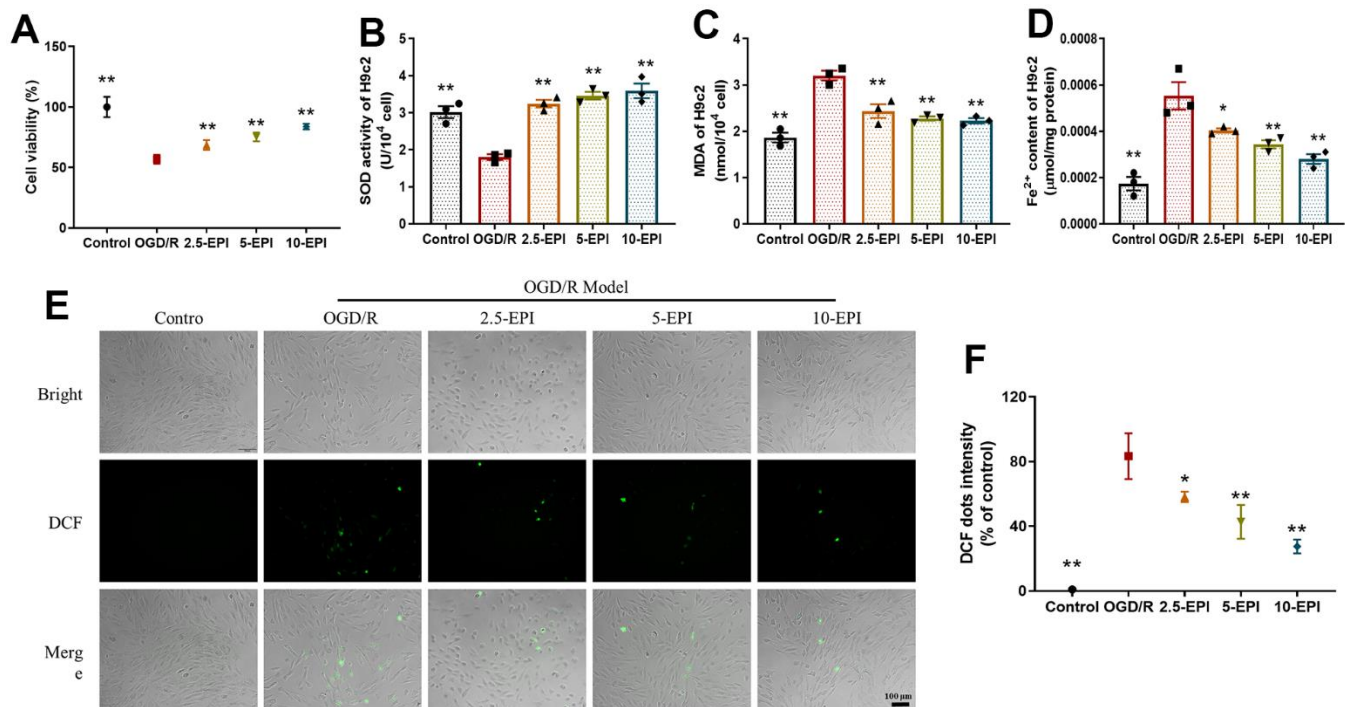 A
Cell viability (%)
150
100
50
0
**
**
**
**
Control OGD/R 2.5-EPI 5-EPI 10-EPI
B
SOD activity of H9c2
(U/10⁴ cell)
5
4
3
2
1
0
**
**
**
**
Control OGD/R 2.5-EPI 5-EPI 10-EPI
C
MDA of H9c2
(nmol/10⁴ cell)
4
3
2
1
0
**
**
**
**
Control OGD/R 2.5-EPI 5-EPI 10-EPI
D
Fe²⁺ content of H9c2
(μmol/mg protein)
0.0008
0.0006
0.0004
0.0002
0.0000
**
*
**
**
Control OGD/R 2.5-EPI 5-EPI 10-EPI
E
OGD/R Model
Contro OGD/R 2.5-EPI 5-EPI 10-EPI
Bright
DCF
Merg
e
100 μm
F
DCF dots intensity
(% of control)
120
80
40
0
**
*
**
**
Control OGD/R 2.5-EPI 5-EPI 10-EPI